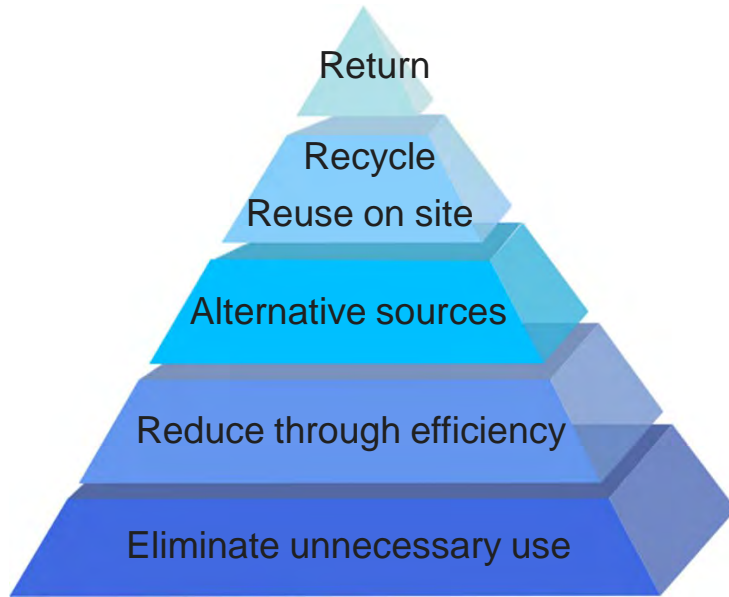 Return
Recycle
Reuse on site
Alternative sources
Reduce through efficiency
Eliminate unnecessary use